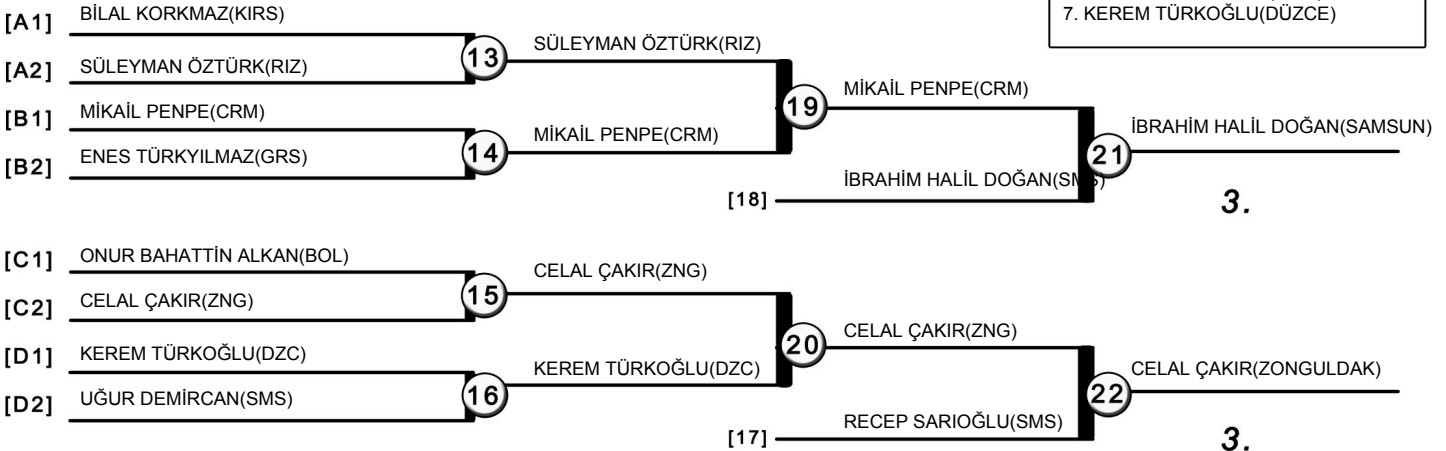 7. KEREM TÜRKOĞLU(DÜZCE)
[A1] BİLAL KORKMAZ(KIRS)
[A2] SÜLEYMAN ÖZTÜRK(RIZ)
13
SÜLEYMAN ÖZTÜRK(RIZ)
[B1] MİKAİL PENPE(CRM)
[B2] ENES TÜRKYILMAZ(GRS)
14
MİKAİL PENPE(CRM)
19
MİKAİL PENPE(CRM)
[18] İBRAHİM HALİL DOĞAN(SMS)
21
İBRAHİM HALİL DOĞAN(SAMSUN)
3.
[C1] ONUR BAHATTİN ALKAN(BOL)
[C2] CELAL ÇAKIR(ZNG)
15
CELAL ÇAKIR(ZNG)
[D1] KEREM TÜRKOĞLU(DZC)
[D2] UĞUR DEMİRCAN(SMS)
16
KEREM TÜRKOĞLU(DZC)
20
CELAL ÇAKIR(ZNG)
[17] RECEP SARIOĞLU(SMS)
22
CELAL ÇAKIR(ZONGULDAK)
3.